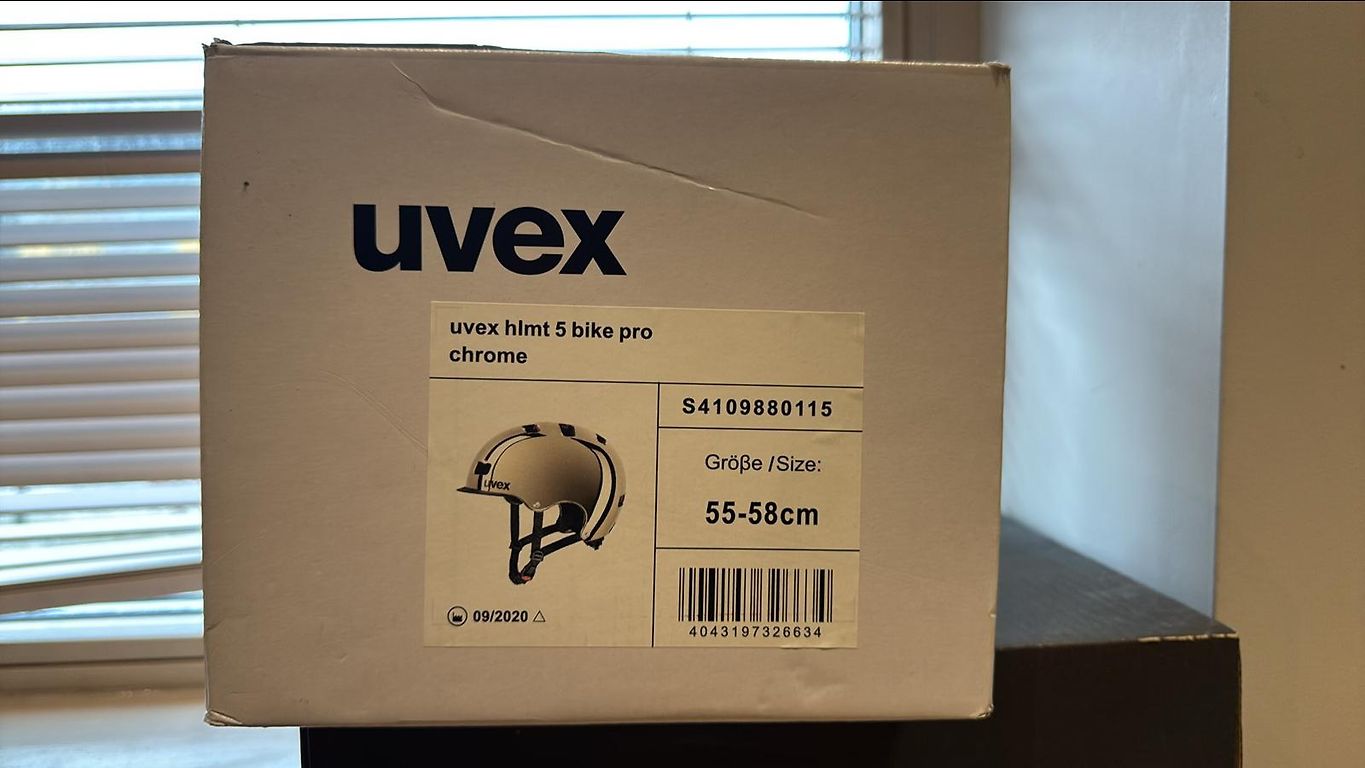 uvex
uvex hlmt 5 bike pro
chrome
S4109880115
Größe /Size:
55-58cm
uvex
09/2020
4043197326634